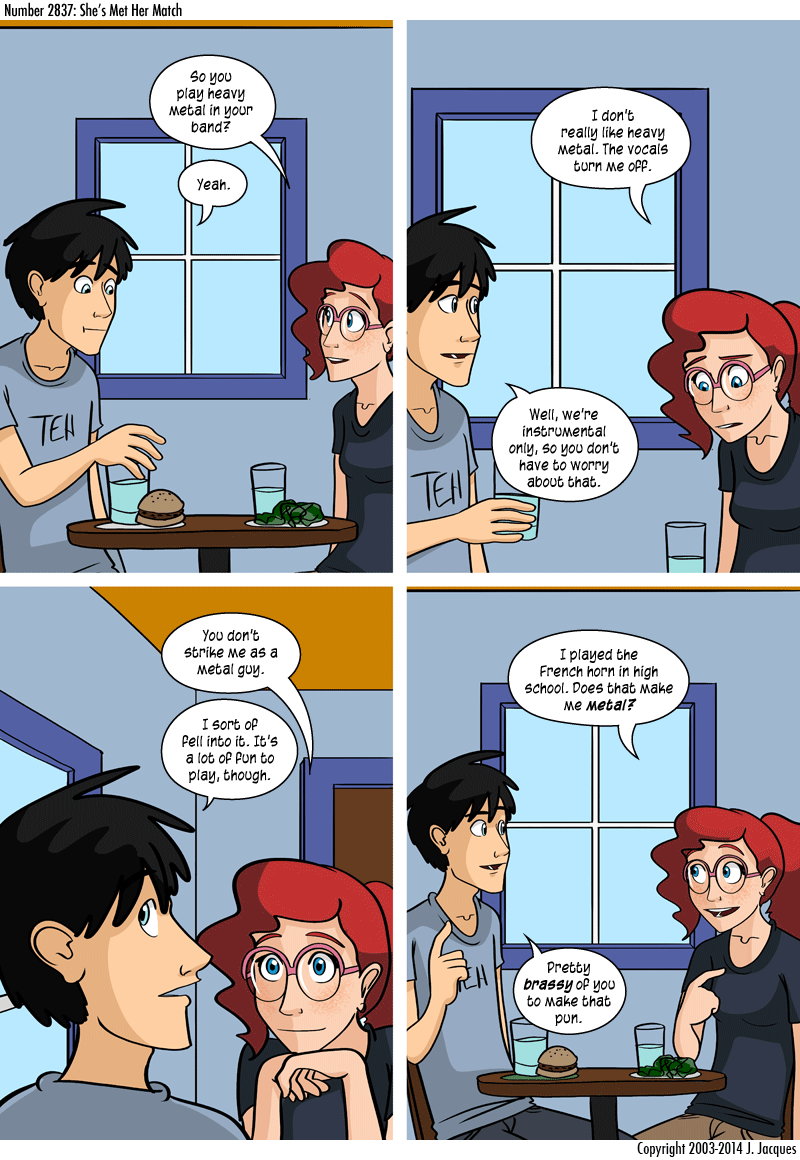 Number 2837: She's Met Her Match
So you
play heavy
metal in your
band?
Yeah.
TEH
I don't
really like heavy
metal. The vocals
turn me off.
Well, we're
instrumental
only, so you don't
have to worry
about that.
TEH
You don't
strike me as a
metal guy.
I sort of
fell into it. It's
a lot of fun to
play, though.
I played the
French horn in high
school. Does that make
me metal?
Pretty
brassy of you
to make that
pun.
TEH
Copyright 2003-2014 J. Jacques